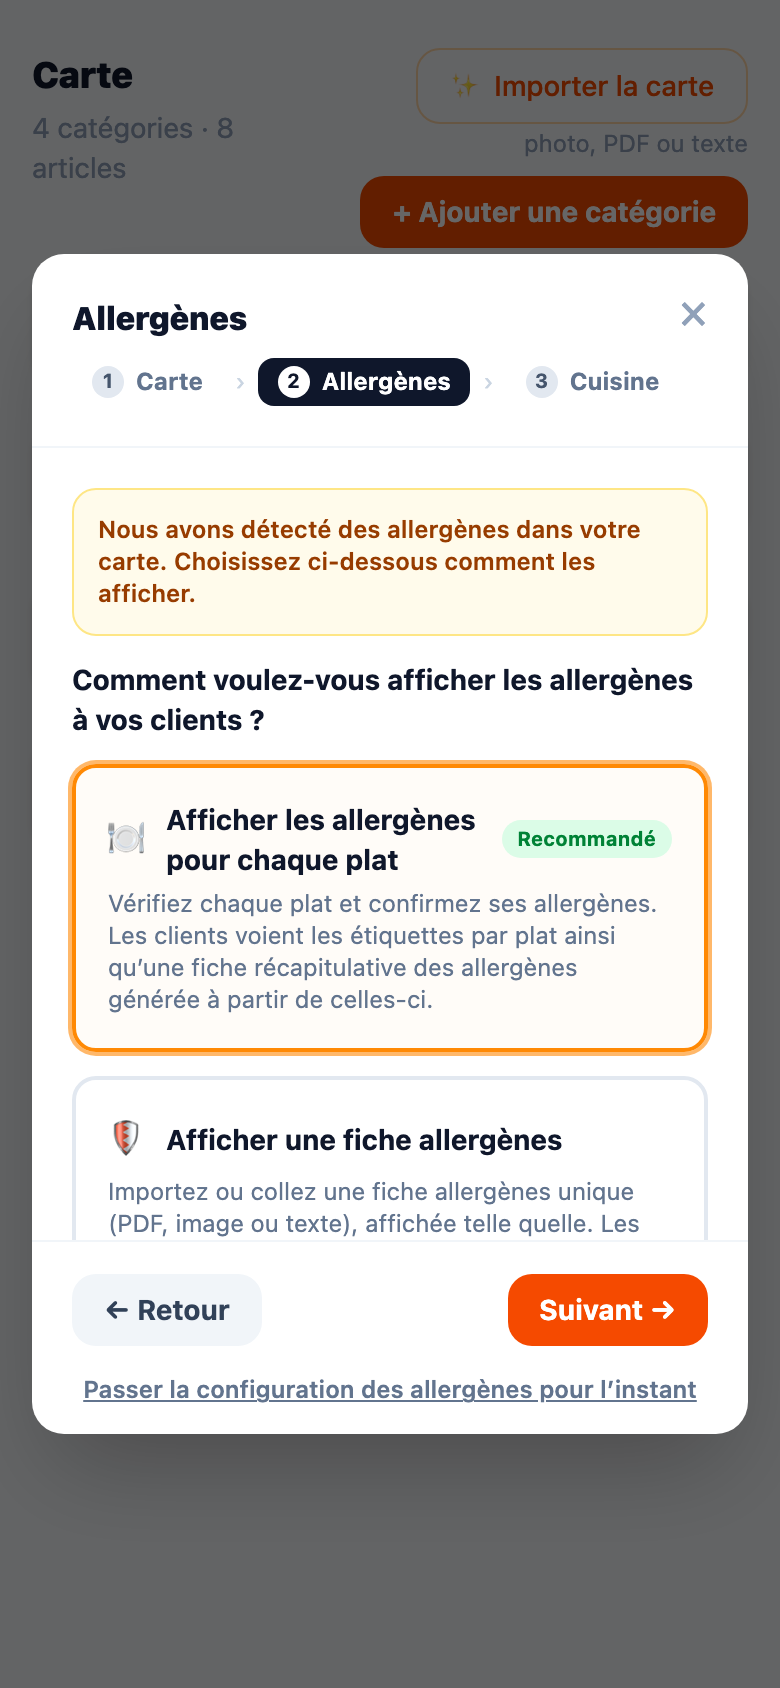 Carte
4 catégories · 8
articles
✨ Importer la carte
photo, PDF ou texte
+ Ajouter une catégorie
Allergènes
1 Carte › 2 Allergènes › 3 Cuisine
Nous avons détecté des allergènes dans votre
carte. Choisissez ci-dessous comment les
afficher.
Comment voulez-vous afficher les allergènes
à vos clients ?
Afficher les allergènes
pour chaque plat
Recommandé
Vérifiez chaque plat et confirmez ses allergènes.
Les clients voient les étiquettes par plat ainsi
qu’une fiche récapitulative des allergènes
générée à partir de celles-ci.
Afficher une fiche allergènes
Importez ou collez une fiche allergènes unique
(PDF, image ou texte), affichée telle quelle. Les
← Retour
Suivant →
Passer la configuration des allergènes pour l’instant